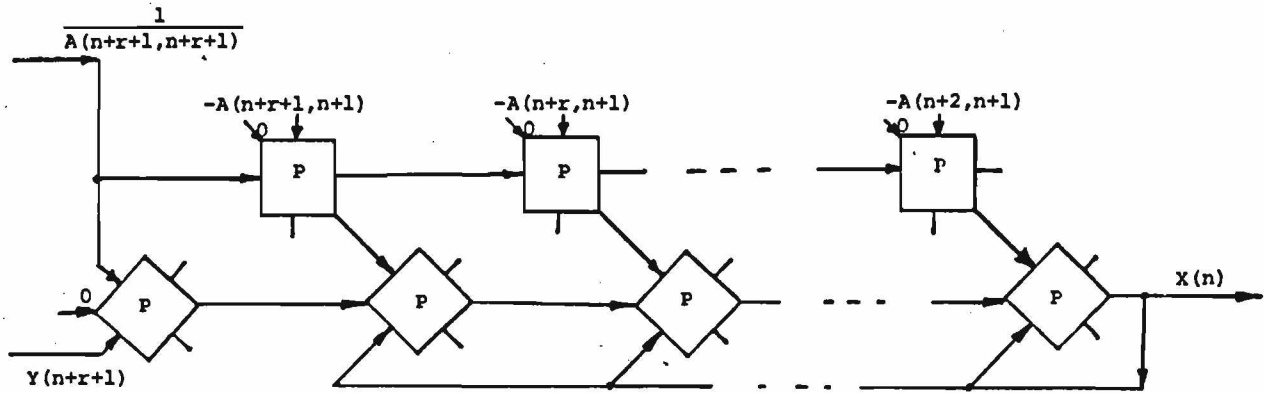 1
A(n+r+1,n+r+1)
-A(n+r+1,n+1)
-A(n+r,n+1)
-A(n+2,n+1)
0
0
0
P
P
P
0
P
P
P
P
X(n)
Y(n+r+1)